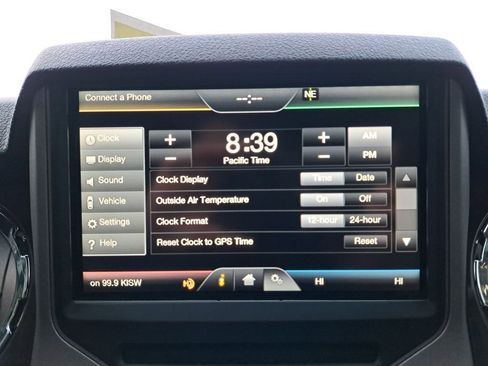 Connect a Phone --:-- NE
Clock + 8:39 + AM
Display − Pacific Time − PM
Sound Clock Display Time Date
Vehicle Outside Air Temperature On Off
Settings Clock Format 12-hour 24-hour
? Help Reset Clock to GPS Time Reset
on 99.9 KISW HI HI